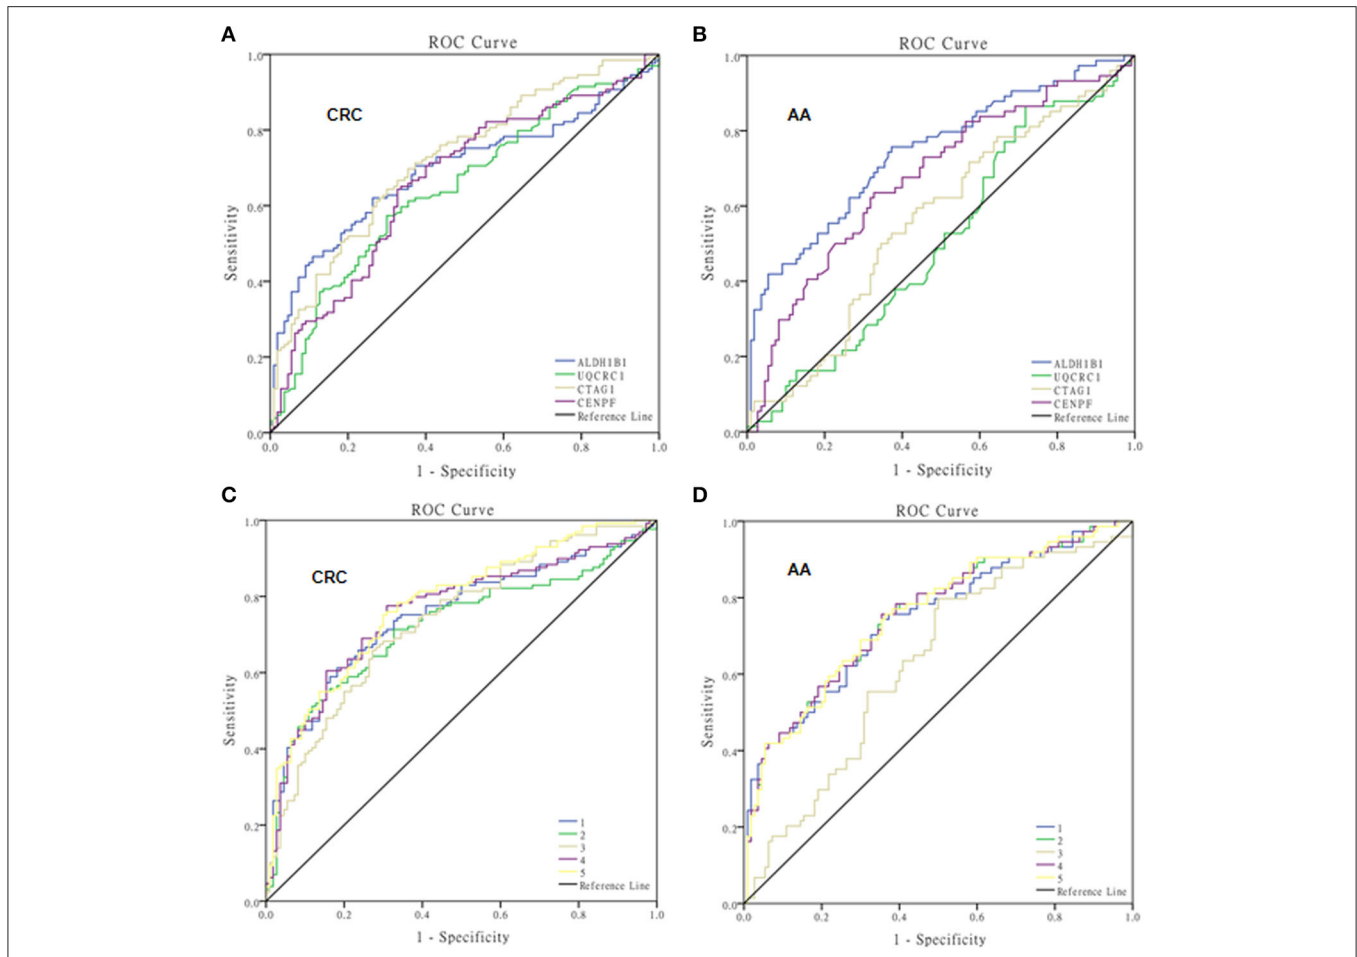 A
ROC Curve
1.0
0.8
0.6
0.4
0.2
0.0
Sensitivity
CRC
ALDH1B1
UQCRC1
CTAG1
CENPF
Reference Line
0.0 0.2 0.4 0.6 0.8 1.0
1 - Specificity
B
ROC Curve
1.0
0.8
0.6
0.4
0.2
0.0
Sensitivity
AA
ALDH1B1
UQCRC1
CTAG1
CENPF
Reference Line
0.0 0.2 0.4 0.6 0.8 1.0
1 - Specificity
C
ROC Curve
1.0
0.8
0.6
0.4
0.2
0.0
Sensitivity
CRC
1
2
3
4
5
Reference Line
0.0 0.2 0.4 0.6 0.8 1.0
1 - Specificity
D
ROC Curve
1.0
0.8
0.6
0.4
0.2
0.0
Sensitivity
AA
1
2
3
4
5
Reference Line
0.0 0.2 0.4 0.6 0.8 1.0
1 - Specificity